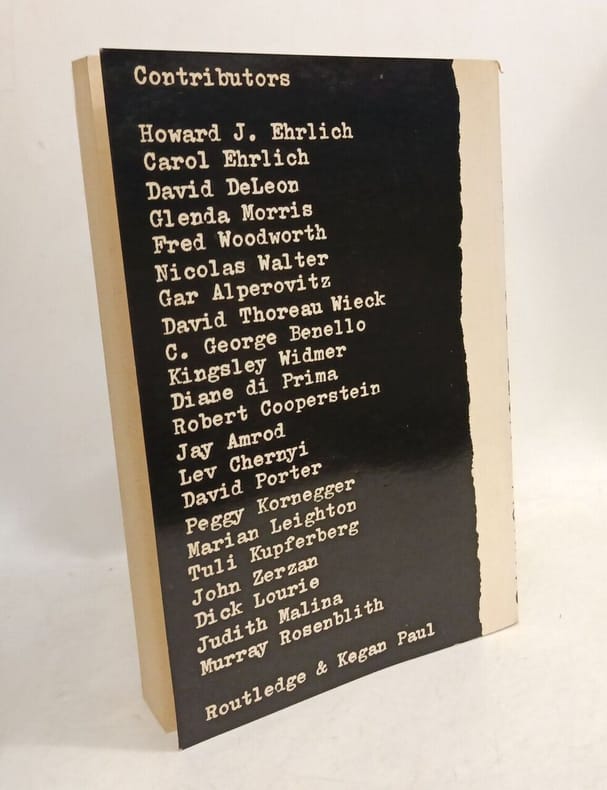 Contributors
Howard J. Ehrlich
Carol Ehrlich
David DeLeon
Glenda Morris
Fred Woodworth
Nicolas Walter
Gar Alperovitz
David Thoreau Wieck
C. George Benello
Kingsley Widmer
Diane di Prima
Robert Cooperstein
Jay Amrod
Lev Chernyi
David Porter
Peggy Kornegger
Marian Leighton
Tuli Kupferberg
John Zerzan
Dick Lourie
Judith Malina
Murray Rosenblith
Routledge & Kegan Paul